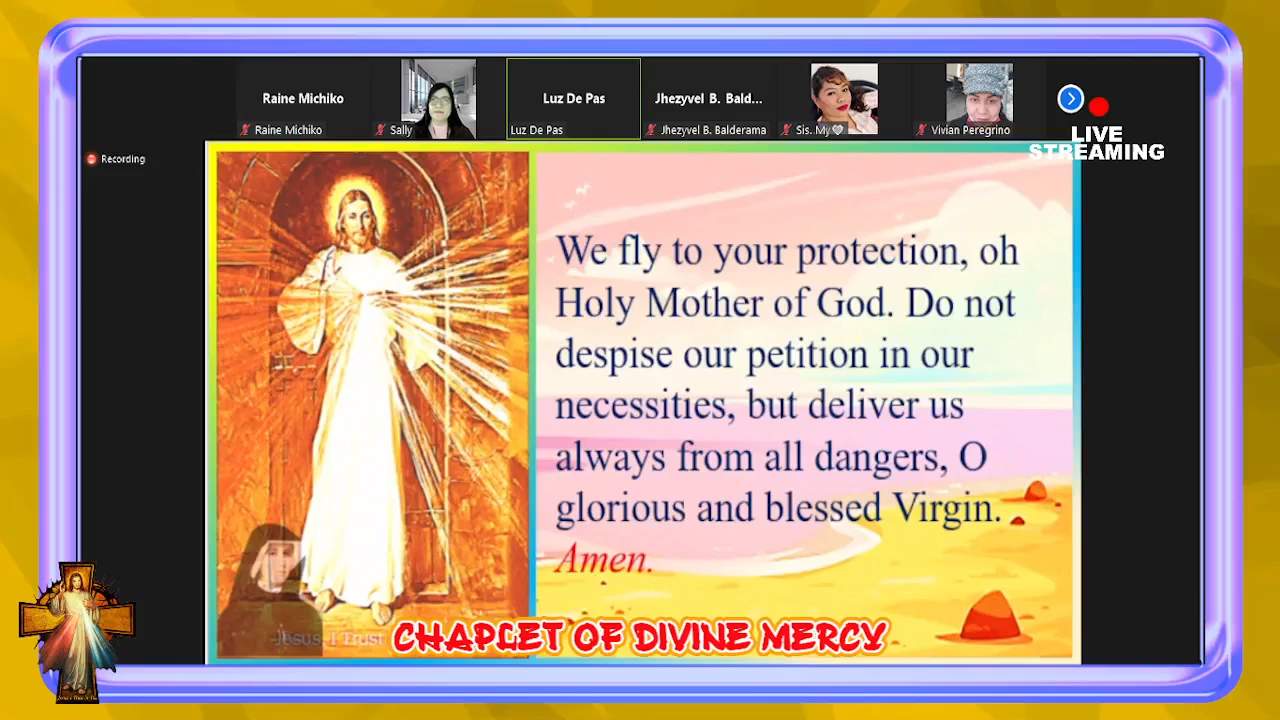 Raine Michiko
Luz De Pas
Jhezyvel B. Bald...
Raine Michiko
Sally
Luz De Pas
Jhezyvel B. Balderama
Sis. My🤍
Vivian Peregrino
LIVE
STREAMING
Recording
We fly to your protection, oh
Holy Mother of God. Do not
despise our petition in our
necessities, but deliver us
always from all dangers, O
glorious and blessed Virgin.
Amen.
Jesus, I Trust
CHAPLET OF DIVINE MERCY